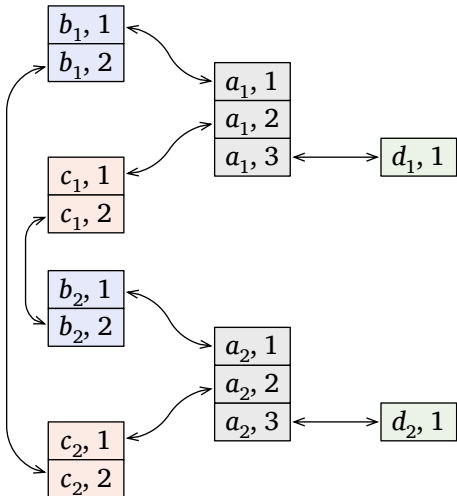 b₁, 1
b₁, 2
a₁, 1
a₁, 2
a₁, 3
d₁, 1
c₁, 1
c₁, 2
b₂, 1
b₂, 2
a₂, 1
a₂, 2
a₂, 3
d₂, 1
c₂, 1
c₂, 2